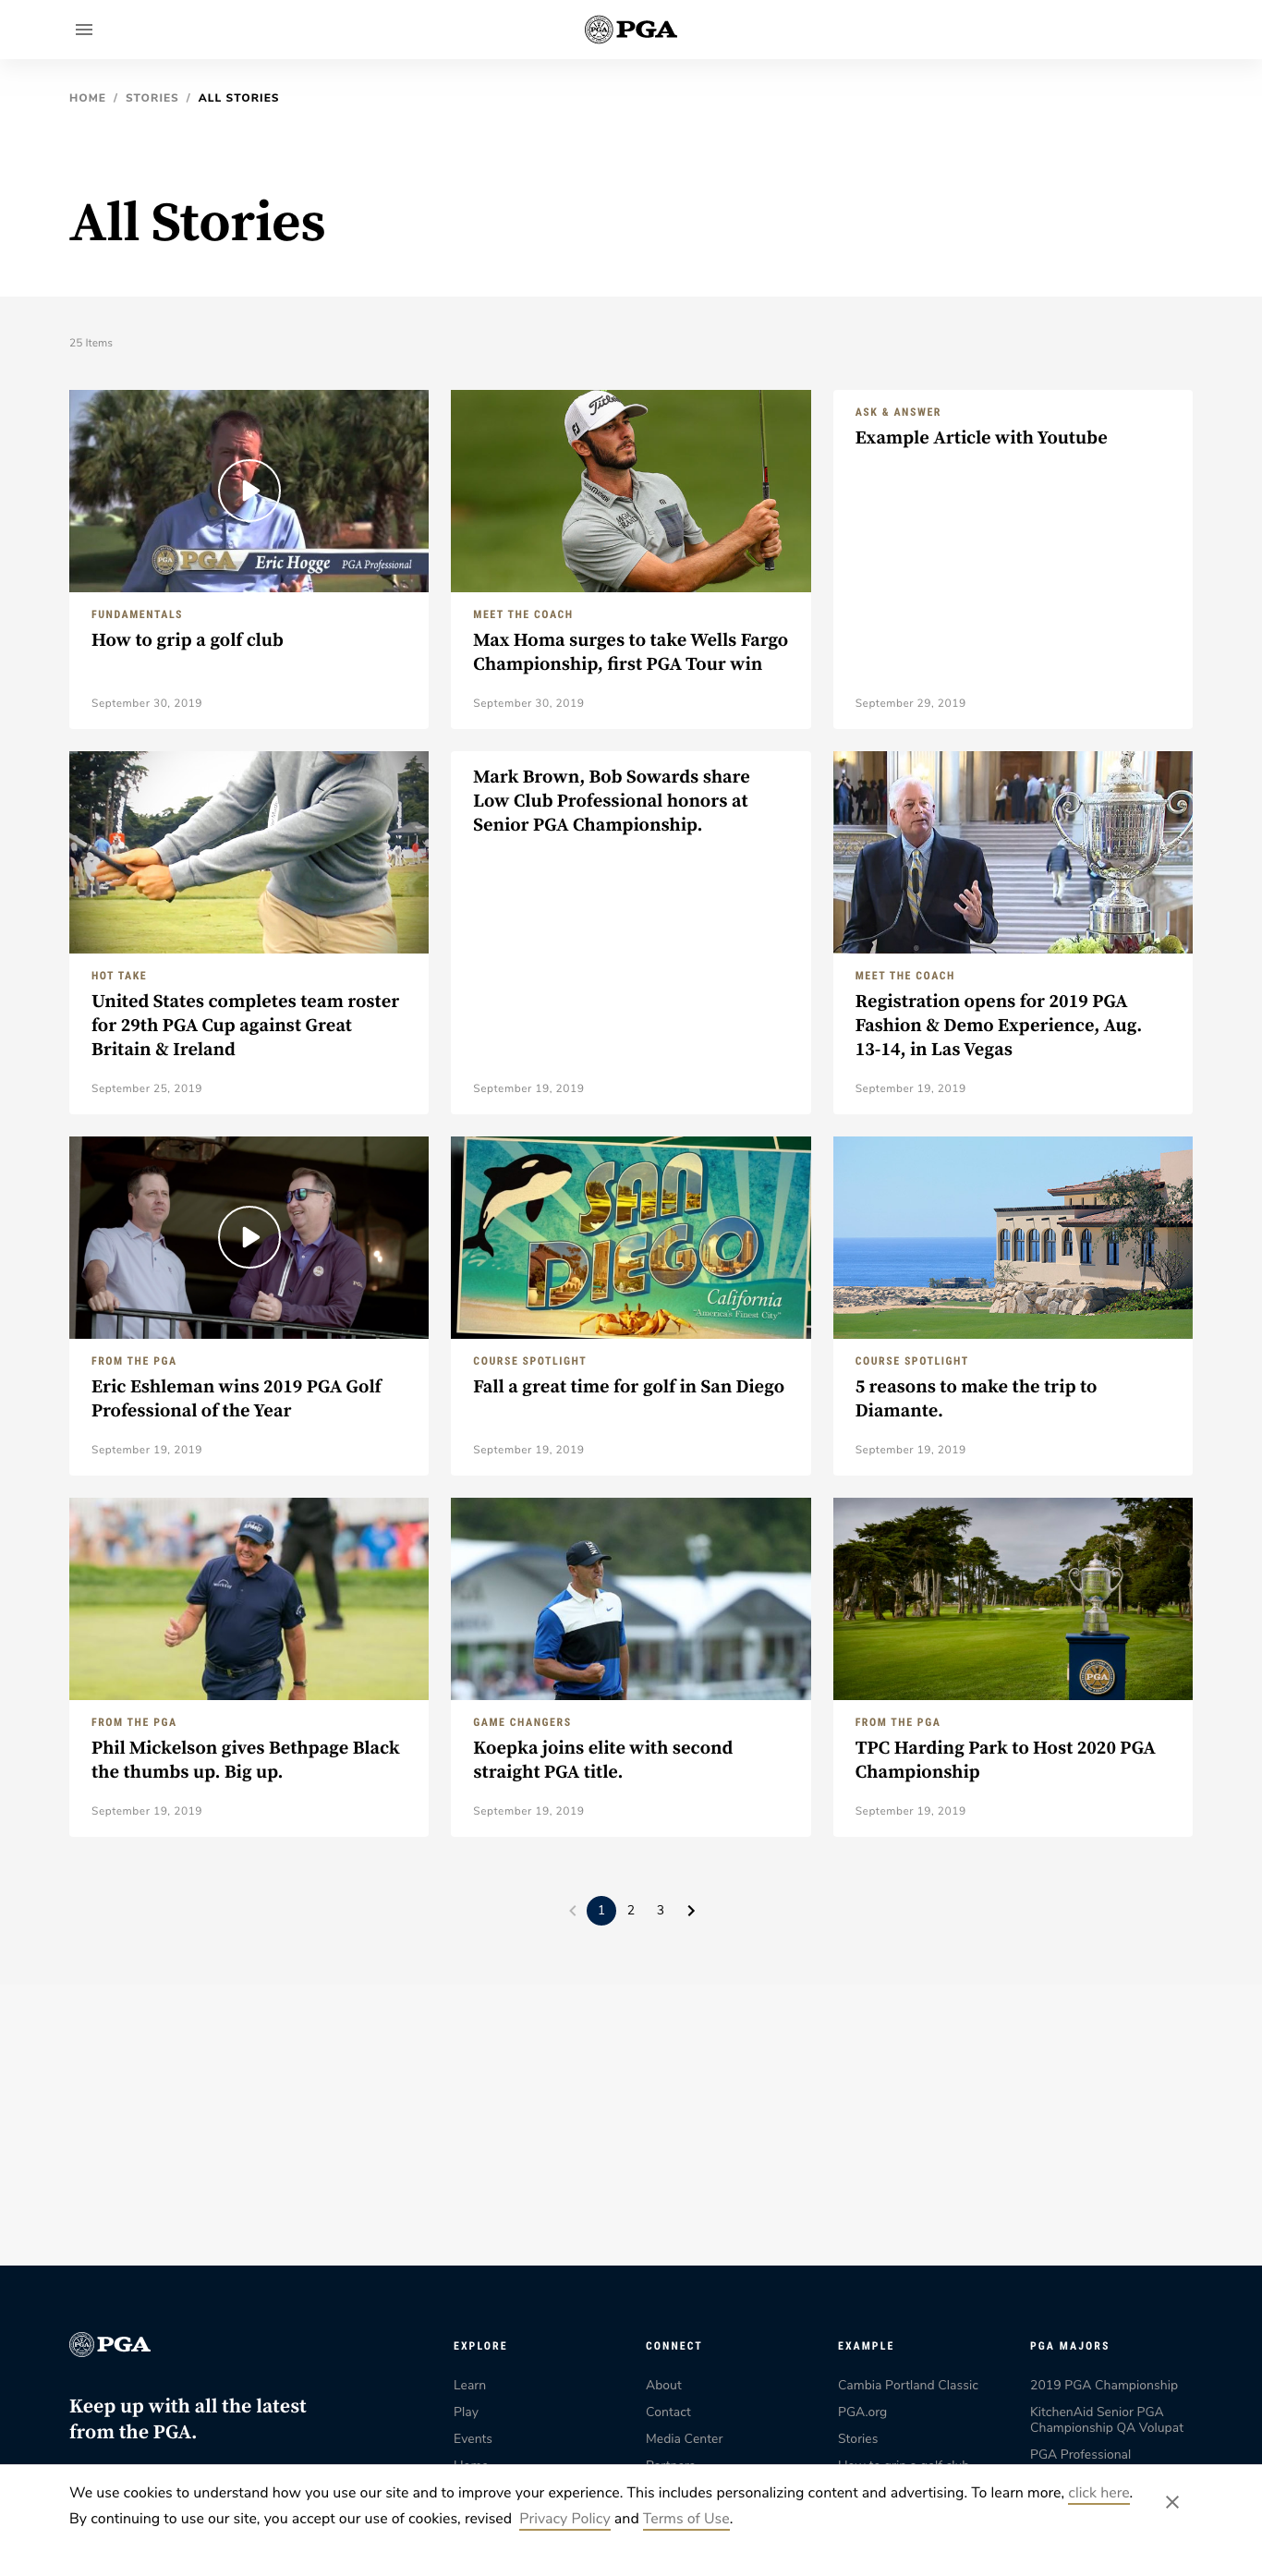 PGA
HOME / STORIES / ALL STORIES
All Stories
25 Items
PGA Eric Hogge PGA Professional
FUNDAMENTALS
How to grip a golf club
September 30, 2019
Titleist
FJ
MEET THE COACH
Max Homa surges to take Wells Fargo
Championship, first PGA Tour win
September 30, 2019
ASK & ANSWER
Example Article with Youtube
September 29, 2019
HOT TAKE
United States completes team roster
for 29th PGA Cup against Great
Britain & Ireland
September 25, 2019
Mark Brown, Bob Sowards share
Low Club Professional honors at
Senior PGA Championship.
September 19, 2019
MEET THE COACH
Registration opens for 2019 PGA
Fashion & Demo Experience, Aug.
13-14, in Las Vegas
September 19, 2019
FROM THE PGA
Eric Eshleman wins 2019 PGA Golf
Professional of the Year
September 19, 2019
SAN
DIEGO
California
"America's Finest City"
COURSE SPOTLIGHT
Fall a great time for golf in San Diego
September 19, 2019
COURSE SPOTLIGHT
5 reasons to make the trip to
Diamante.
September 19, 2019
KPMG
FROM THE PGA
Phil Mickelson gives Bethpage Black
the thumbs up. Big up.
September 19, 2019
GAME CHANGERS
Koepka joins elite with second
straight PGA title.
September 19, 2019
PGA
FROM THE PGA
TPC Harding Park to Host 2020 PGA
Championship
September 19, 2019
1 2 3
PGA
Keep up with all the latest
from the PGA.
EXPLORE
Learn
Play
Events
Home
CONNECT
About
Contact
Media Center
Partners
EXAMPLE
Cambia Portland Classic
PGA.org
Stories
How to grip a golf club
PGA MAJORS
2019 PGA Championship
KitchenAid Senior PGA
Championship QA Volupat
PGA Professional
We use cookies to understand how you use our site and to improve your experience. This includes personalizing content and advertising. To learn more, click here.
By continuing to use our site, you accept our use of cookies, revised Privacy Policy and Terms of Use.